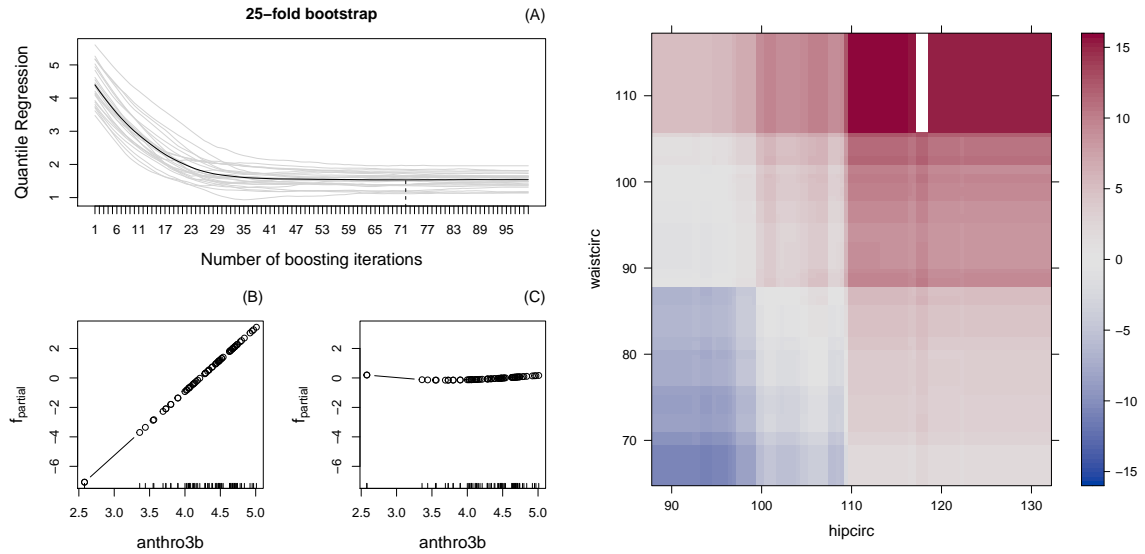 25−fold bootstrap
(A)
Quantile Regression
5
4
3
2
1
1 6 11 17 23 29 35 41 47 53 59 65 71 77 83 89 95
Number of boosting iterations
(B)
f_partial
2
0
−2
−4
−6
2.5 3.0 3.5 4.0 4.5 5.0
anthro3b
(C)
f_partial
2
0
−2
−4
−6
2.5 3.0 3.5 4.0 4.5 5.0
anthro3b
waistcirc
110
100
90
80
70
90 100 110 120 130
hipcirc
15
10
5
0
−5
−10
−15